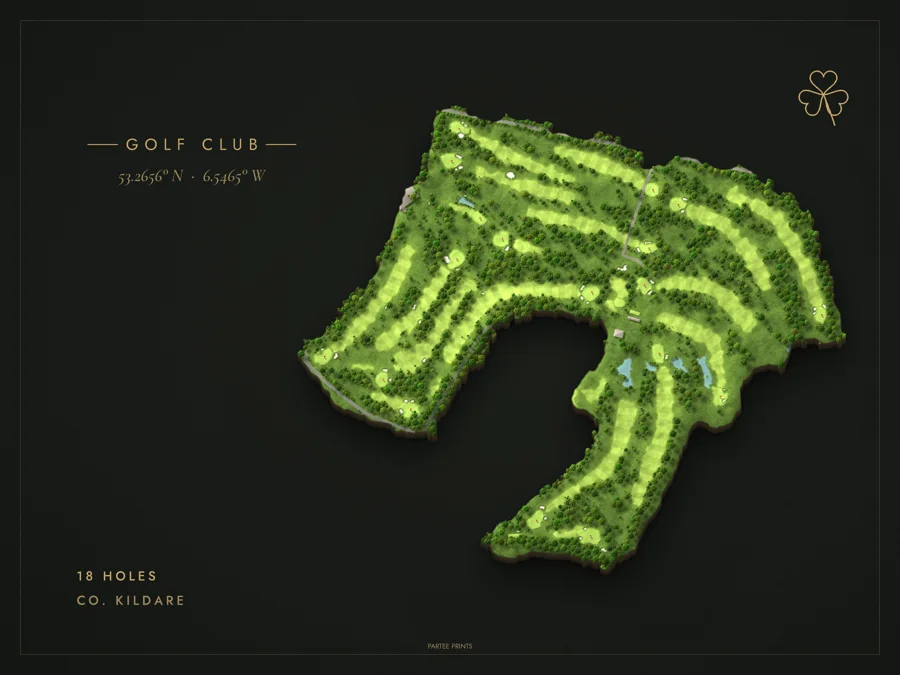 GOLF CLUB
53.2656° N · 6.5465° W
18 HOLES
CO. KILDARE
PARTEE PRINTS